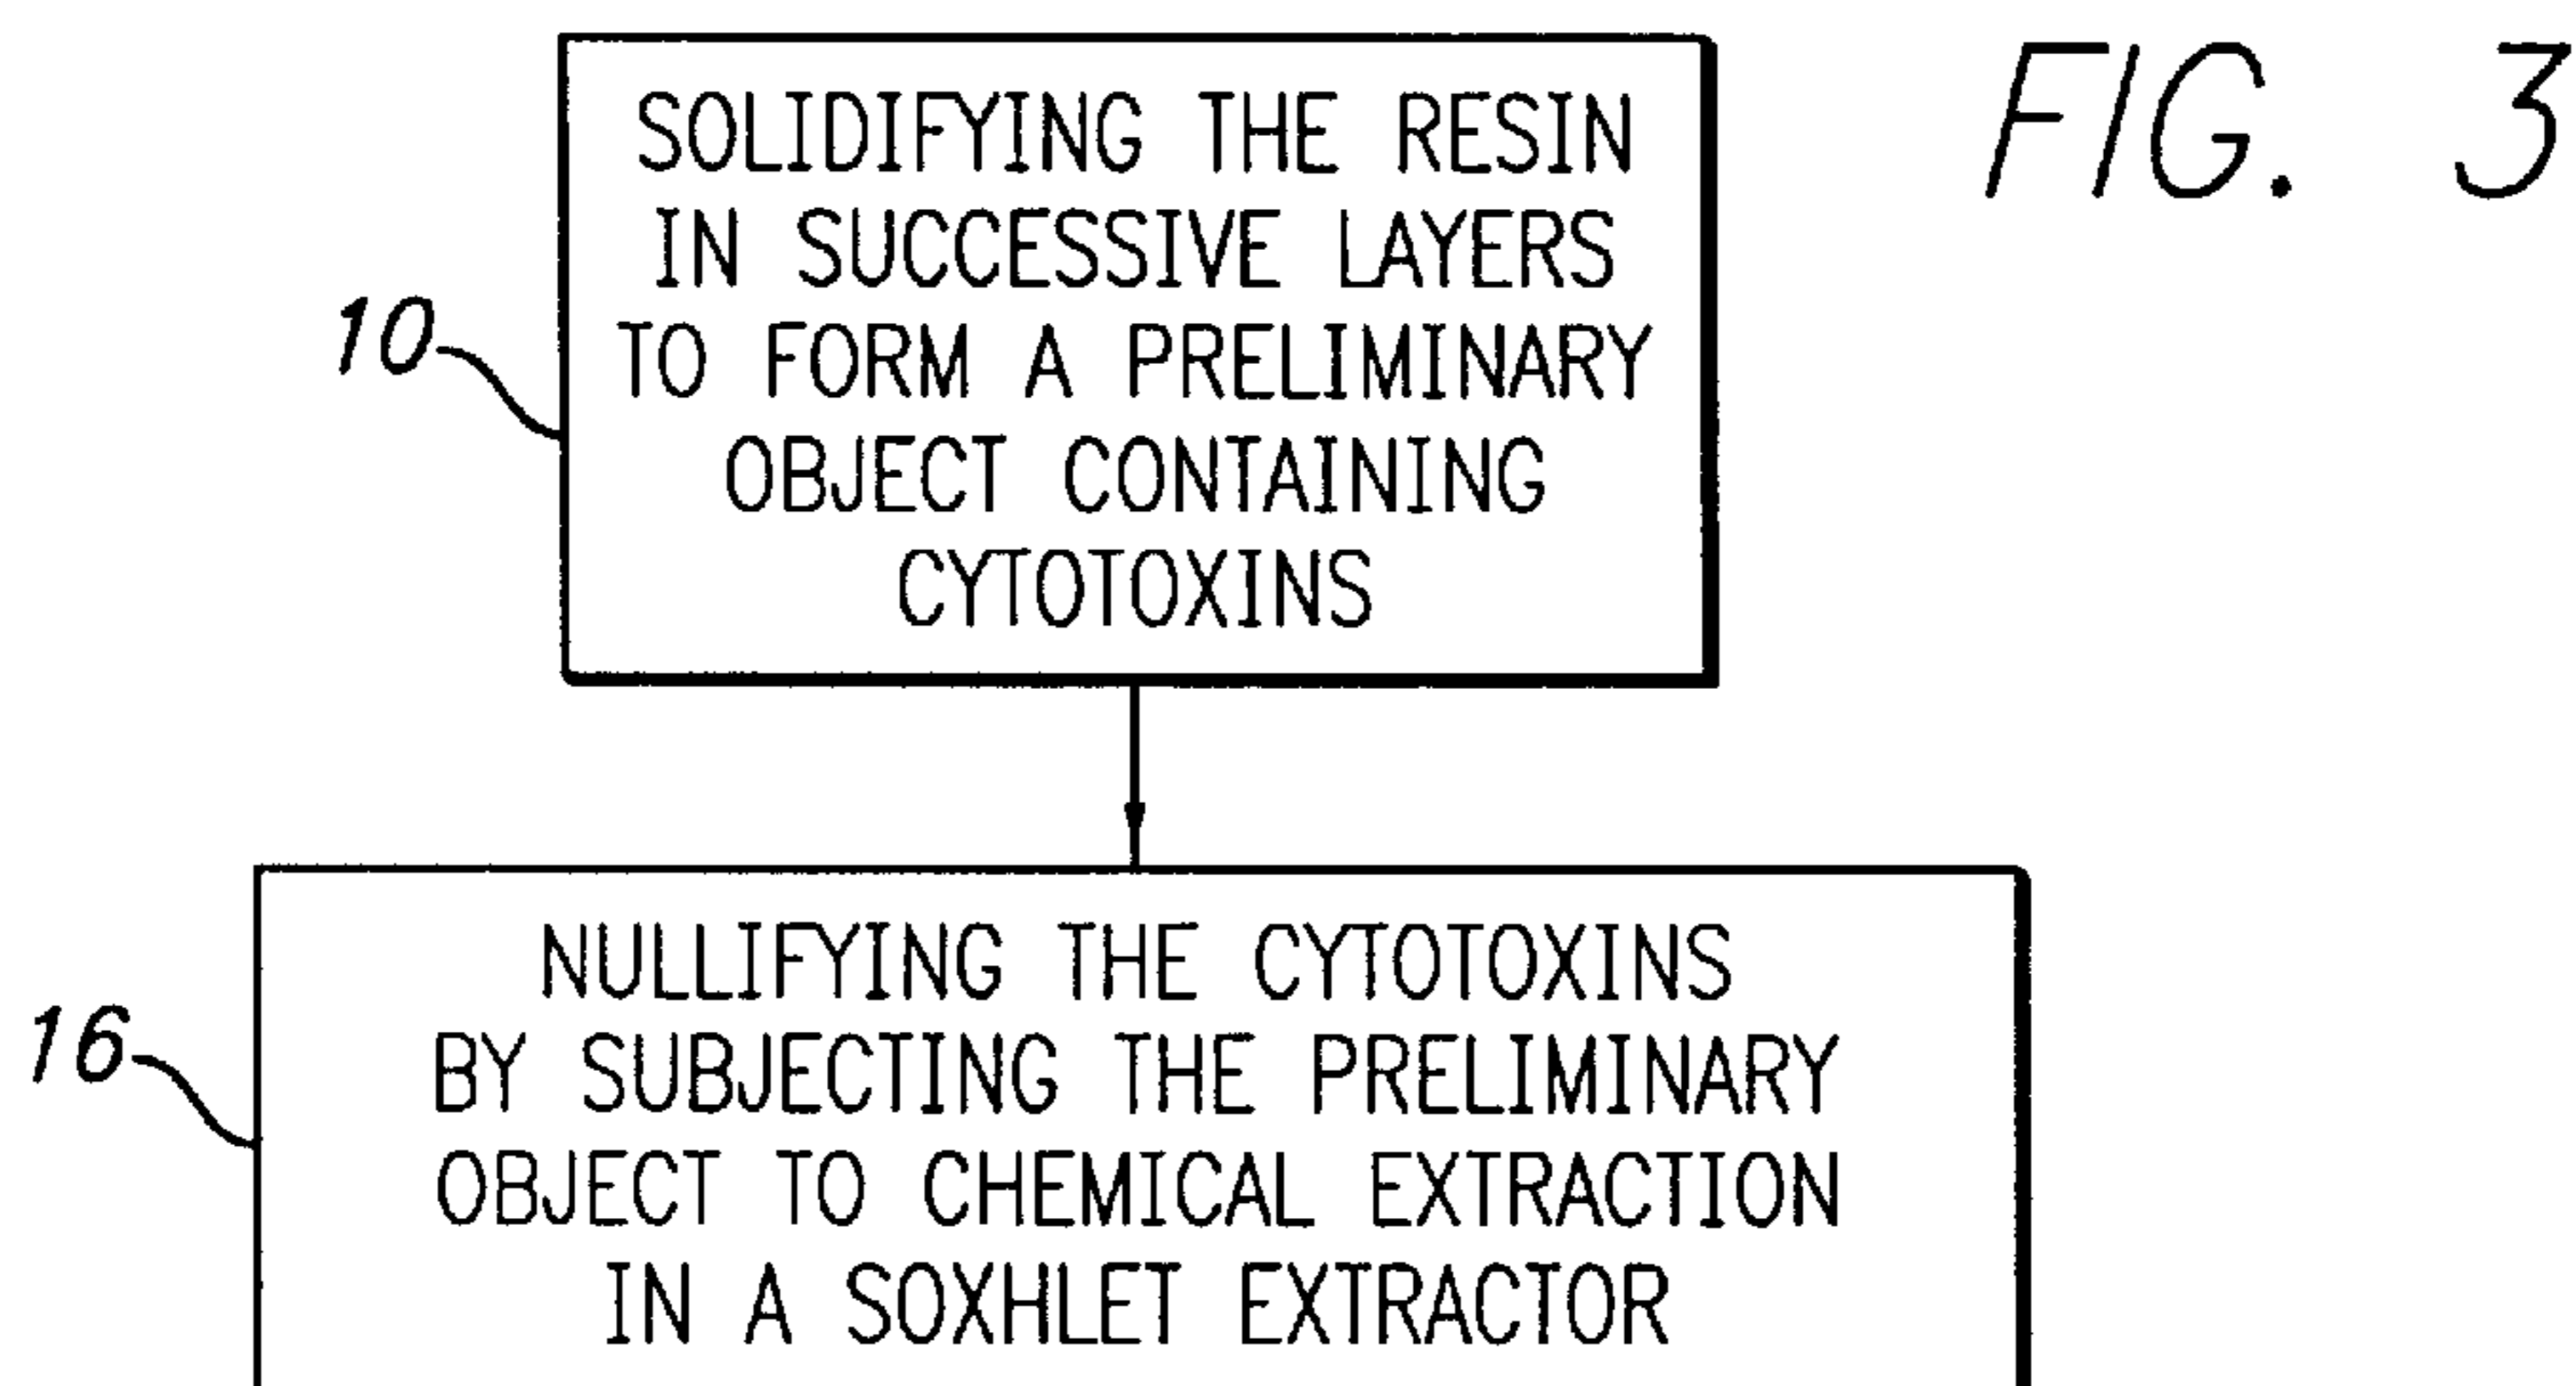 FIG. 3
SOLIDIFYING THE RESIN
IN SUCCESSIVE LAYERS
TO FORM A PRELIMINARY
OBJECT CONTAINING
CYTOTOXINS
10
NULLIFYING THE CYTOTOXINS
BY SUBJECTING THE PRELIMINARY
OBJECT TO CHEMICAL EXTRACTION
IN A SOXHLET EXTRACTOR
16